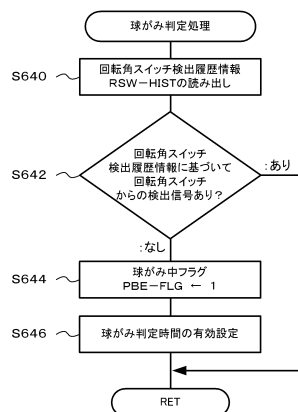 球がみ判定処理
S640
回転角スイッチ検出履歴情報
RSW-HISTの読み出し
S642
回転角スイッチ
検出履歴情報に基づいて
回転角スイッチ
からの検出信号あり?
:あり
:なし
S644
球がみ中フラグ
PBE-FLG ← 1
S646
球がみ判定時間の有効設定
RET